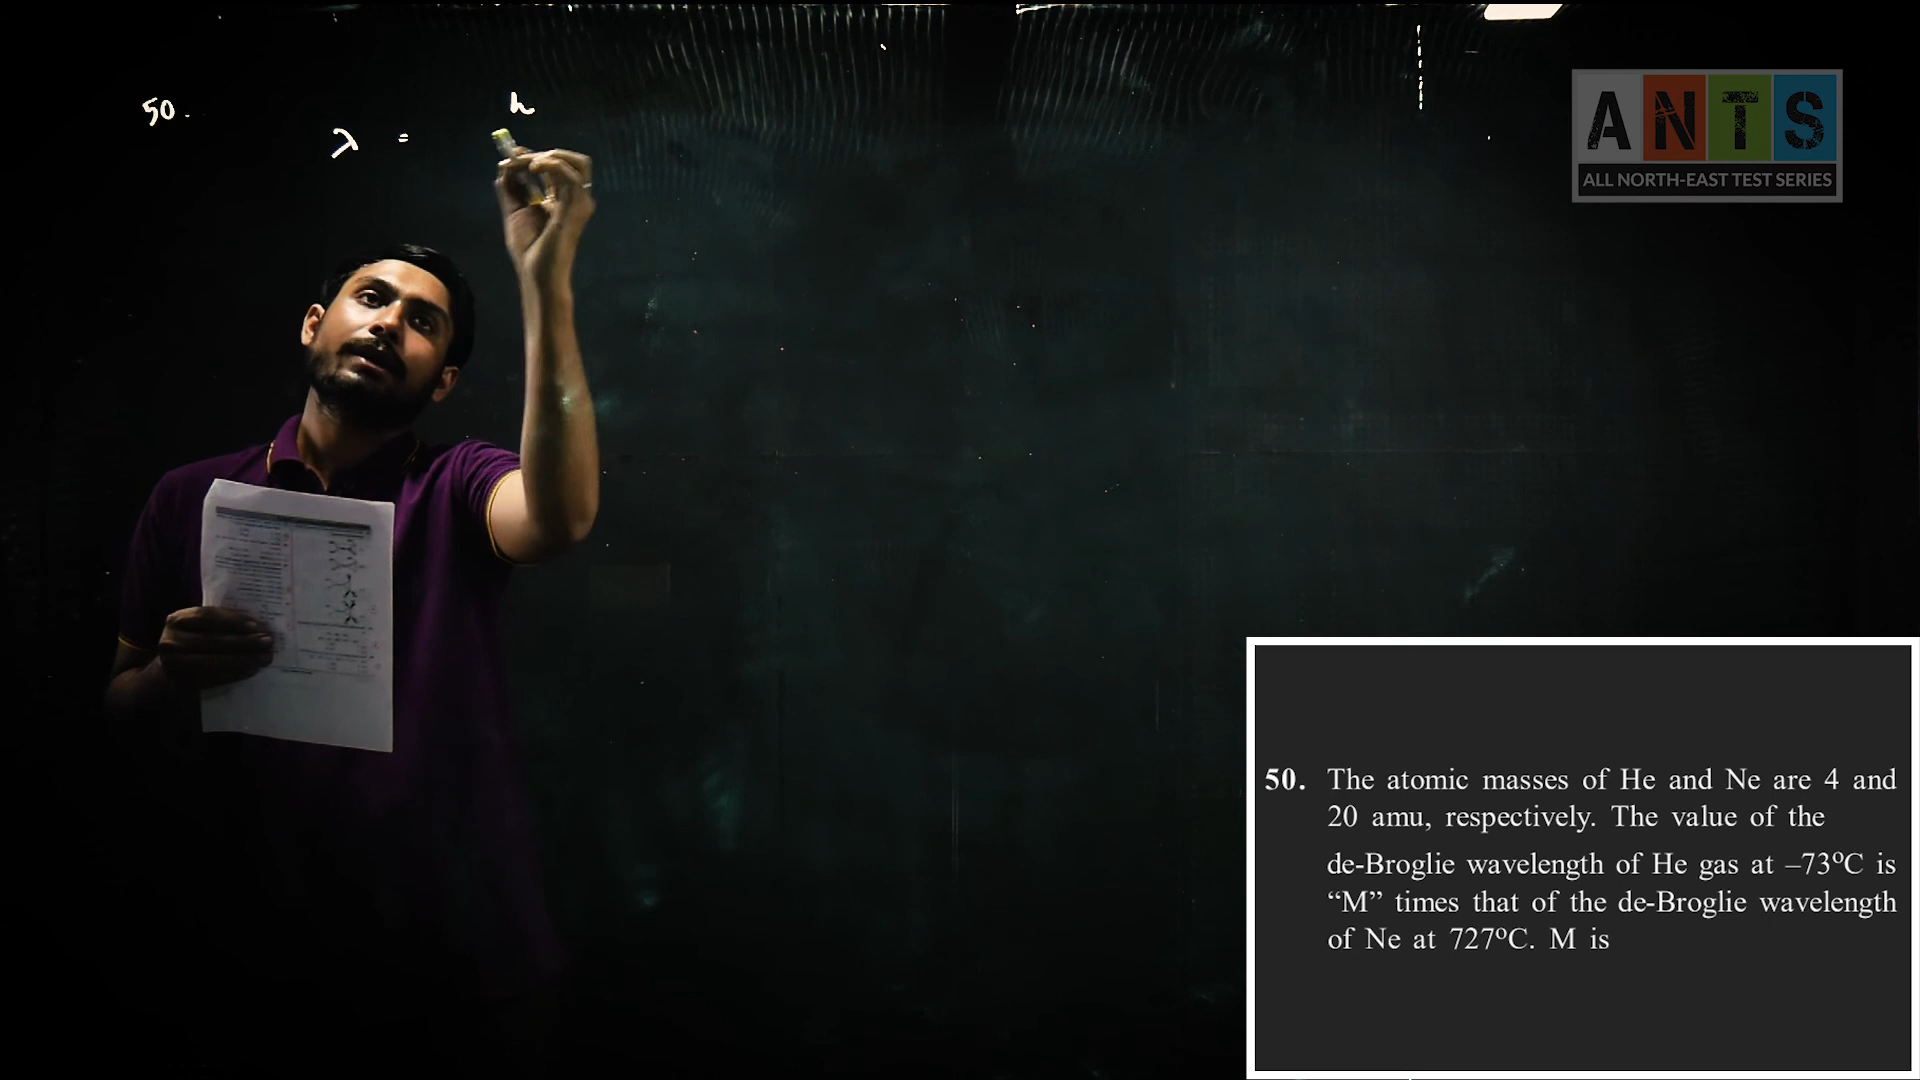 50.
λ = h
ANTS
ALL NORTH-EAST TEST SERIES
50. The atomic masses of He and Ne are 4 and
20 amu, respectively. The value of the
de-Broglie wavelength of He gas at –73ºC is
“M” times that of the de-Broglie wavelength
of Ne at 727ºC. M is